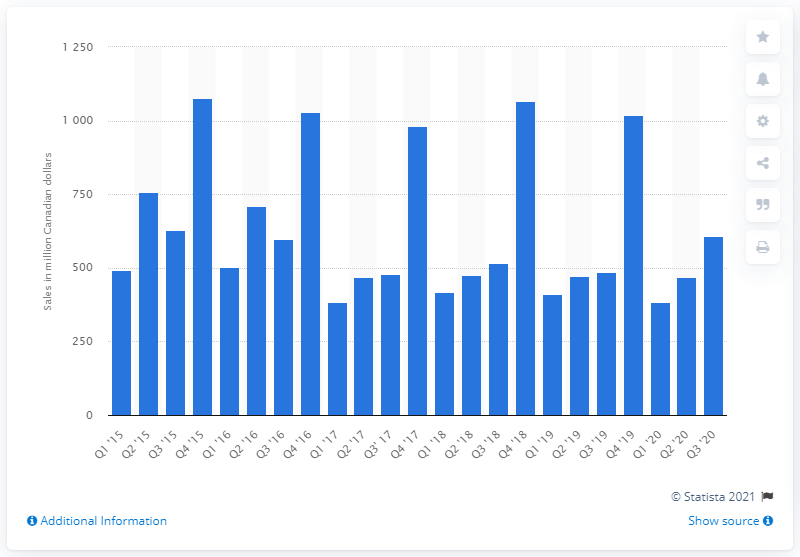 1 250
1 000
750
500
250
0
Sales in million Canadian dollars
Q1 '15
Q2 '15
Q3 '15
Q4 '15
Q1 '16
Q2 '16
Q3 '16
Q4 '16
Q1 '17
Q2 '17
Q3' 17
Q4 '17
Q1 '18
Q2 '18
Q3 '18
Q4 '18
Q1 '19
Q2 '19
Q3 '19
Q4 '19
Q1 '20
Q2 '20
Q3 '20
© Statista 2021
Additional Information
Show source